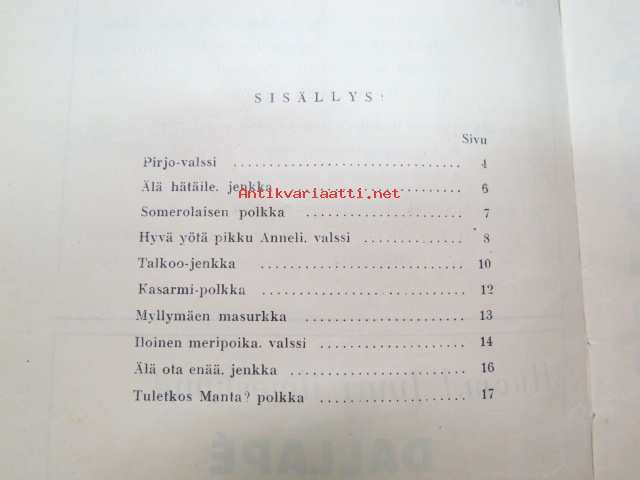 SISÄLLYS:
Sivu
Pirjo-valssi .......................... 4
Älä hätäile. jenkka .................. 6
Antikvariaatti.net
Somerolaisen polkka .................. 7
Hyvä yötä pikku Anneli. valssi ............ 8
Talkoo-jenkka ........................ 10
Kasarmi-polkka ....................... 12
Myllymäen masurkka .................. 13
Iloinen meripoika. valssi ................ 14
Älä ota enää. jenkka .................. 16
Tuletkos Manta? polkka ................ 17
DALLAPÉ